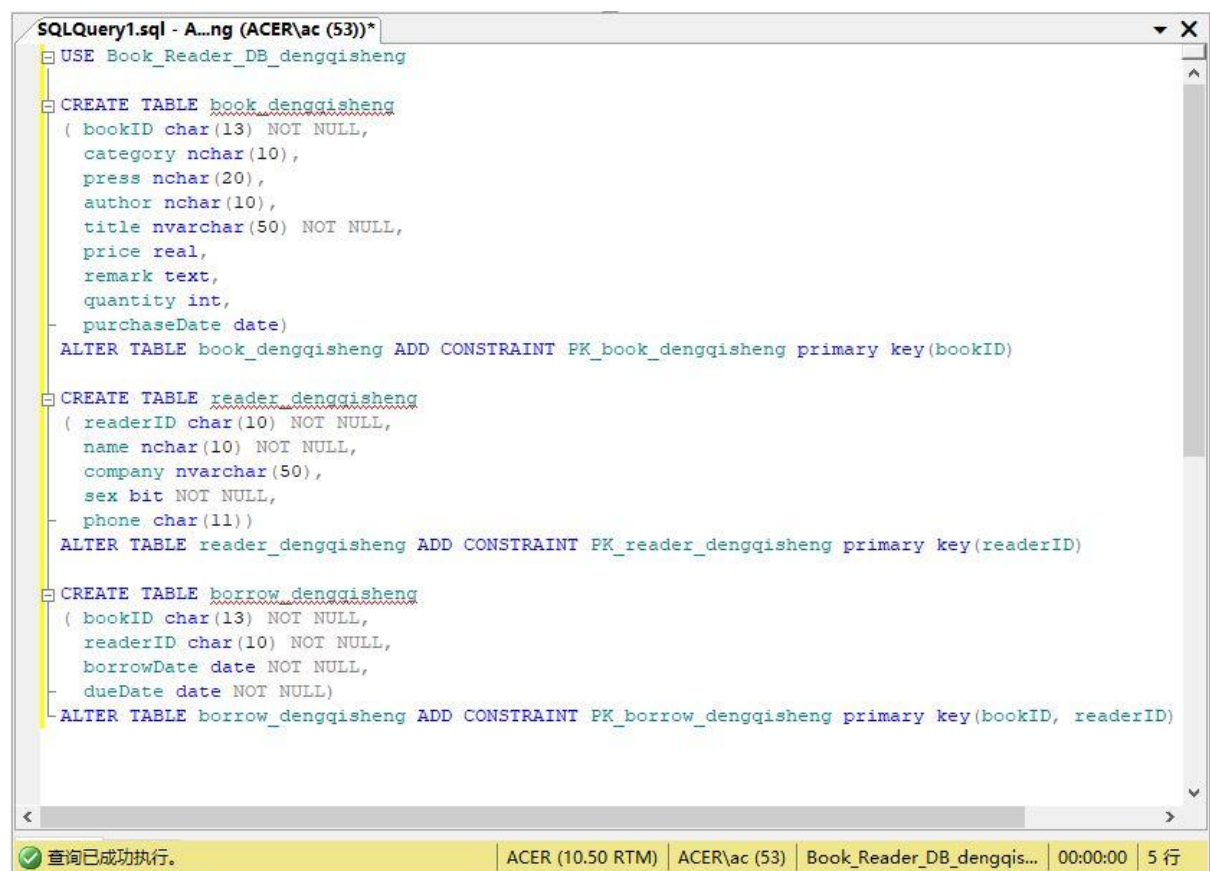 SQLQuery1.sql - A...ng (ACER\ac (53))*
USE Book_Reader_DB_dengqisheng
CREATE TABLE book_dengqisheng
( bookID char(13) NOT NULL,
category nchar(10),
press nchar(20),
author nchar(10),
title nvarchar(50) NOT NULL,
price real,
remark text,
quantity int,
purchaseDate date)
ALTER TABLE book_dengqisheng ADD CONSTRAINT PK_book_dengqisheng primary key(bookID)
CREATE TABLE reader_dengqisheng
( readerID char(10) NOT NULL,
name nchar(10) NOT NULL,
company nvarchar(50),
sex bit NOT NULL,
phone char(11))
ALTER TABLE reader_dengqisheng ADD CONSTRAINT PK_reader_dengqisheng primary key(readerID)
CREATE TABLE borrow_dengqisheng
( bookID char(13) NOT NULL,
readerID char(10) NOT NULL,
borrowDate date NOT NULL,
dueDate date NOT NULL)
ALTER TABLE borrow_dengqisheng ADD CONSTRAINT PK_borrow_dengqisheng primary key(bookID, readerID)
查询已成功执行。 ACER (10.50 RTM) ACER\ac (53) Book_Reader_DB_dengqis... 00:00:00 5 行